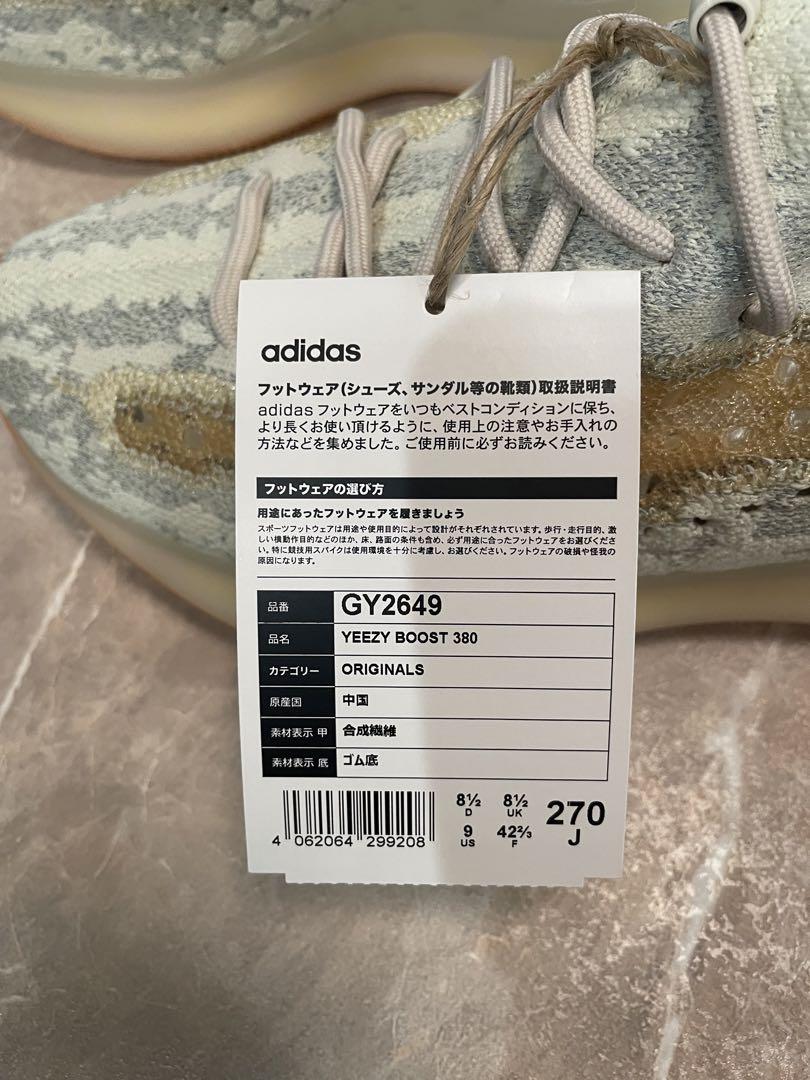 adidas
フットウェア(シューズ、サンダル等の靴類)取扱説明書
adidas フットウェアをいつもベストコンディションに保ち、
より長くお使い頂けるように、使用上の注意やお手入れの
方法などを集めました。ご使用前に必ずお読みください。
フットウェアの選び方
用途にあったフットウェアを履きましょう
スポーツフットウェアは用途や使用目的によって設計がそれぞれされています。歩行・走行目的、激
しい横動作目的などのほか、床、路面の条件も含め、必ず用途に合ったフットウェアをお選びくださ
い。特に競技用スパイクは使用環境を十分に考慮し、お選びください。フットウェアの破損や怪我の
原因になります。
品番 GY2649
品名 YEEZY BOOST 380
カテゴリー ORIGINALS
原産国 中国
素材表示 甲 合成繊維
素材表示 底 ゴム底
8½ 8½ 270
D UK J
9 42⅔
US F
4 062064 299208